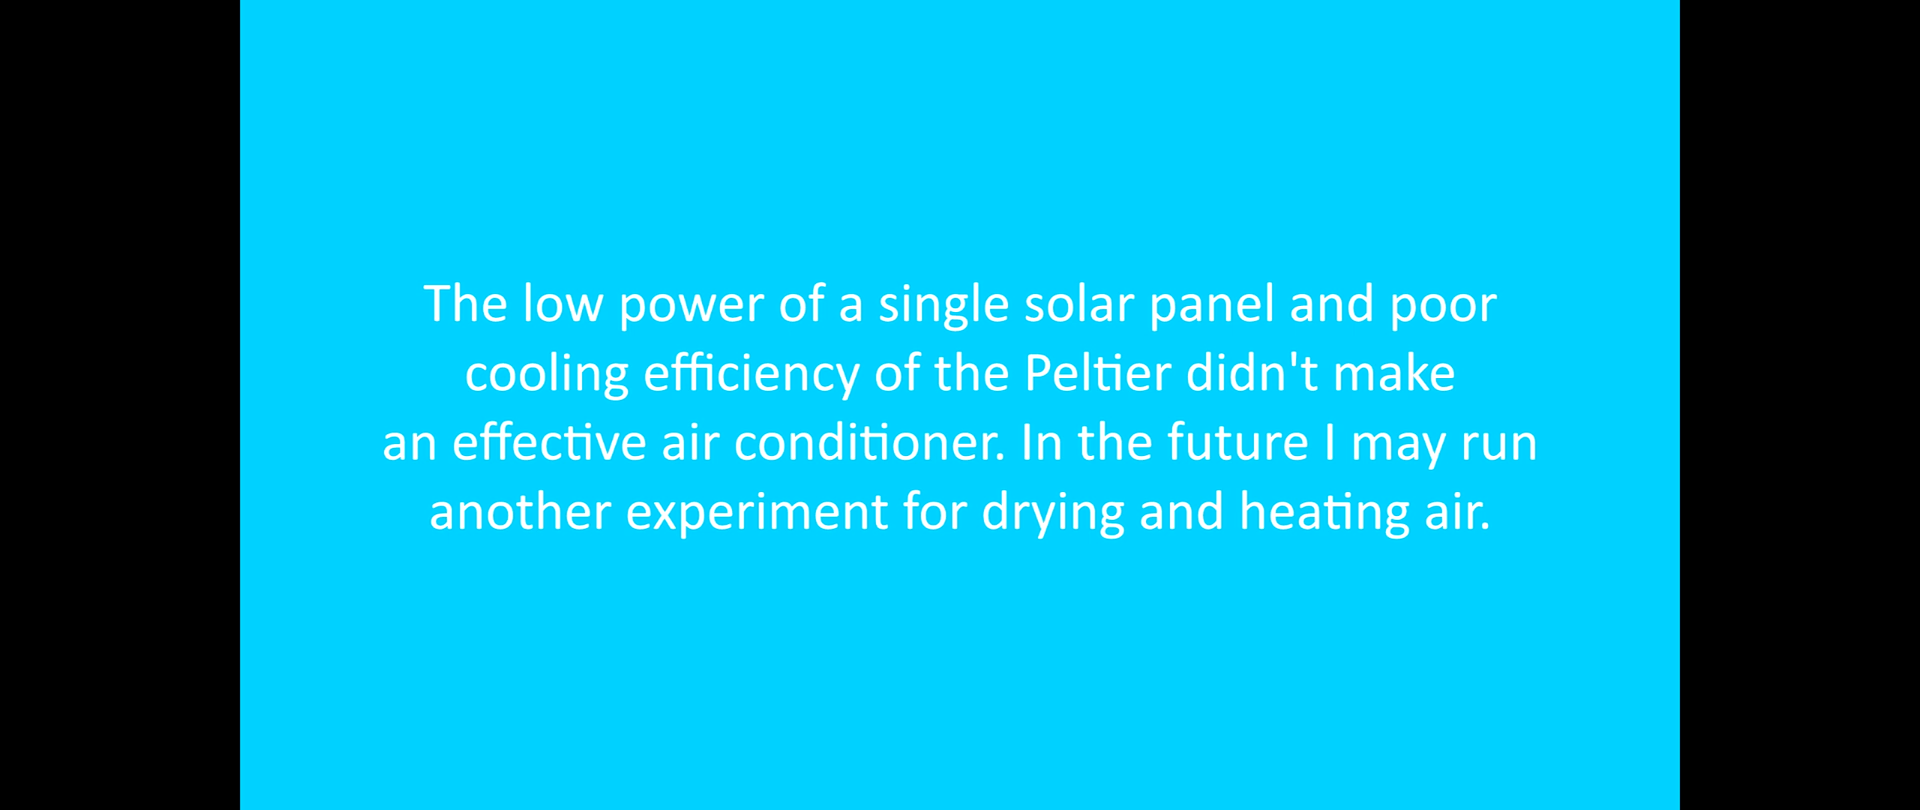 The low power of a single solar panel and poor
cooling efficiency of the Peltier didn't make
an effective air conditioner. In the future I may run
another experiment for drying and heating air.